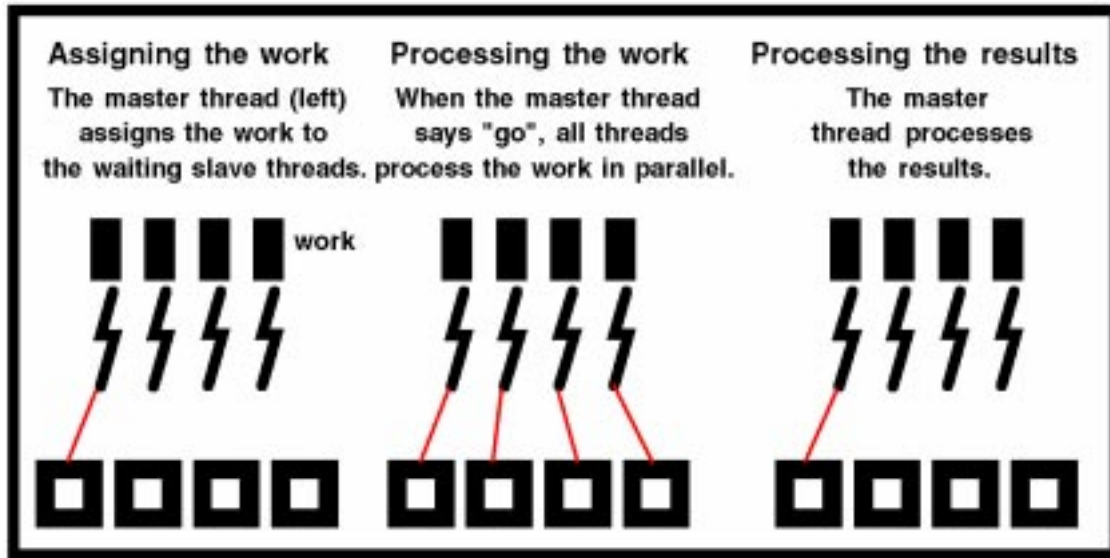 Assigning the work
The master thread (left)
assigns the work to
the waiting slave threads.
work
Processing the work
When the master thread
says "go", all threads
process the work in parallel.
Processing the results
The master
thread processes
the results.